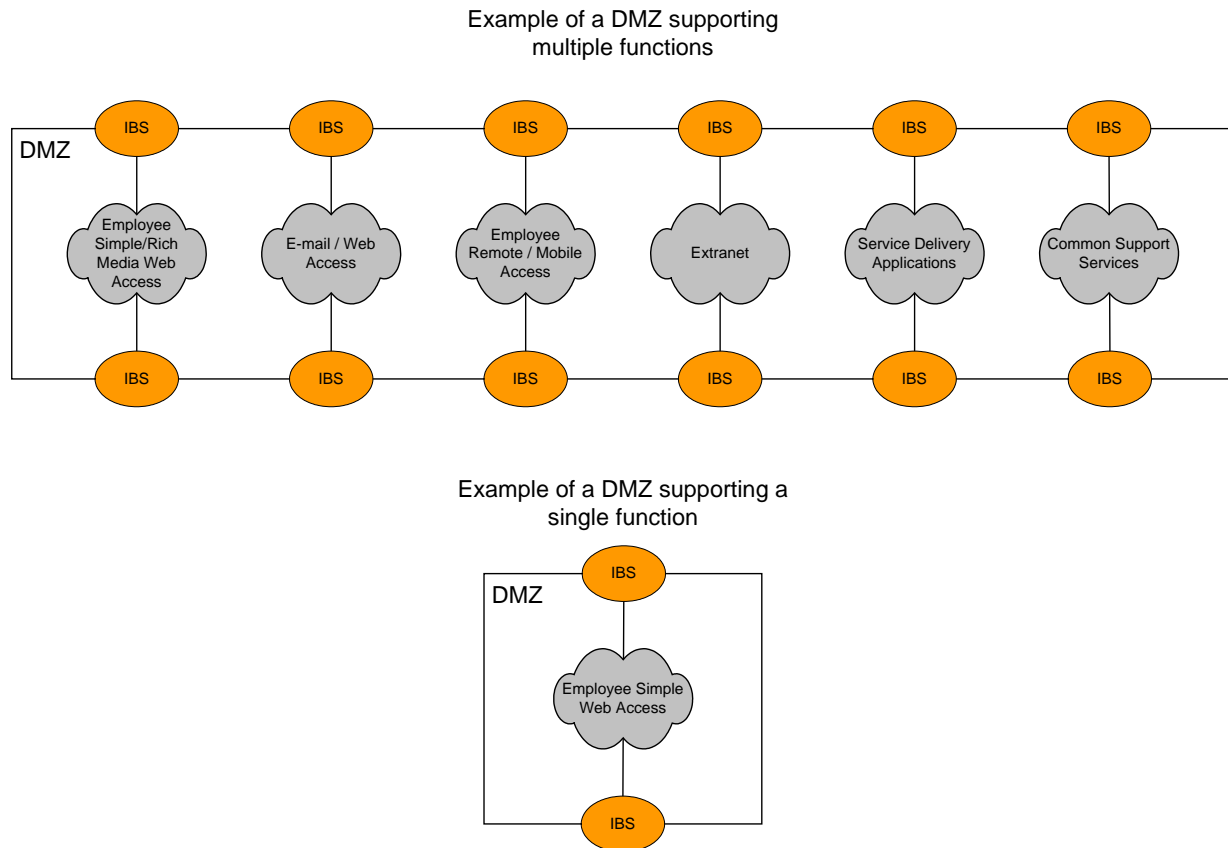 Example of a DMZ supporting
multiple functions
IBS
IBS
IBS
IBS
IBS
IBS
DMZ
Employee
Simple/Rich
Media Web
Access
E-mail / Web
Access
Employee
Remote / Mobile
Access
Extranet
Service Delivery
Applications
Common Support
Services
IBS
IBS
IBS
IBS
IBS
IBS
Example of a DMZ supporting a
single function
IBS
DMZ
Employee Simple
Web Access
IBS